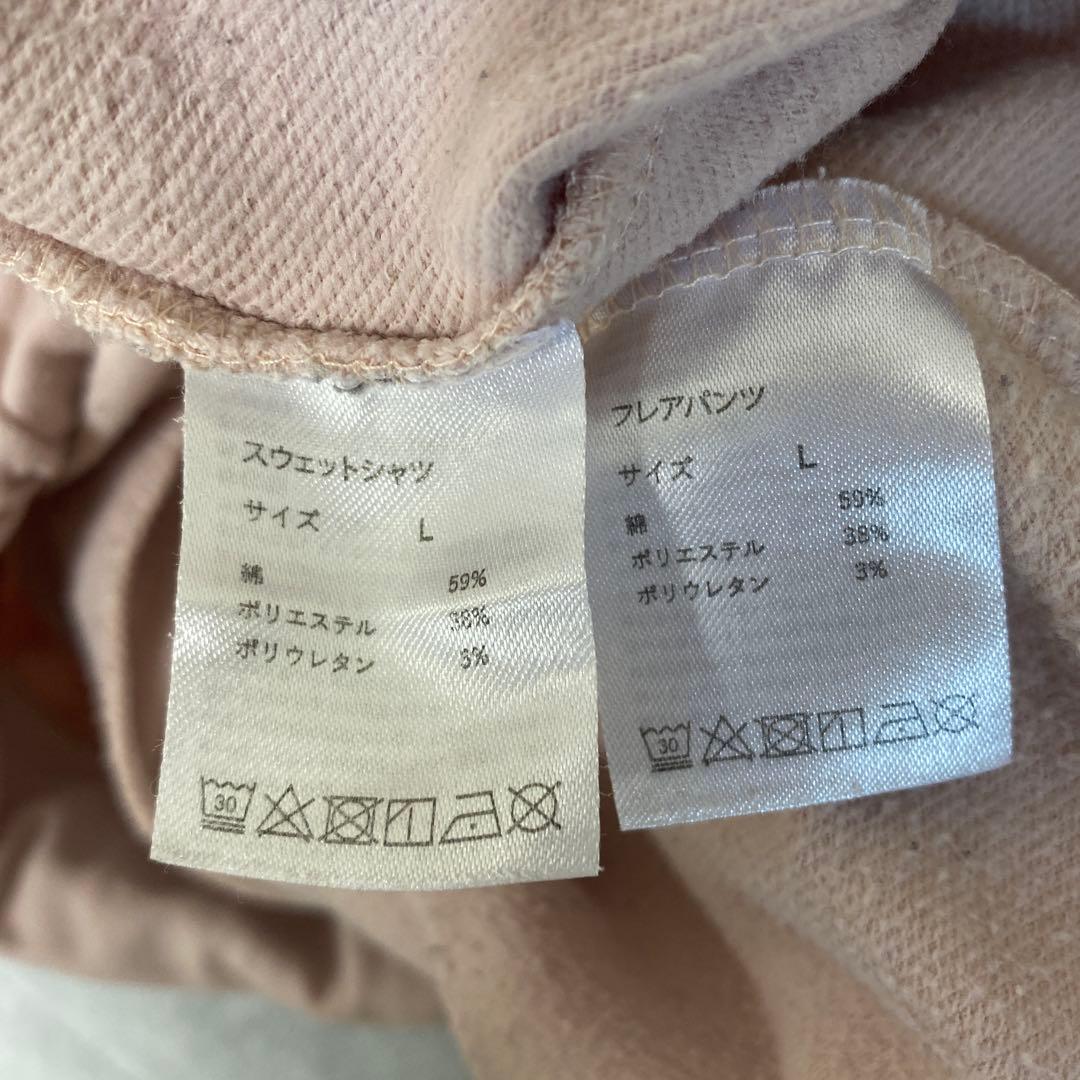 スウェットシャツ
サイズ L
綿 59%
ポリエステル 38%
ポリウレタン 3%
30
フレアパンツ
サイズ L
綿 59%
ポリエステル 38%
ポリウレタン 3%
30